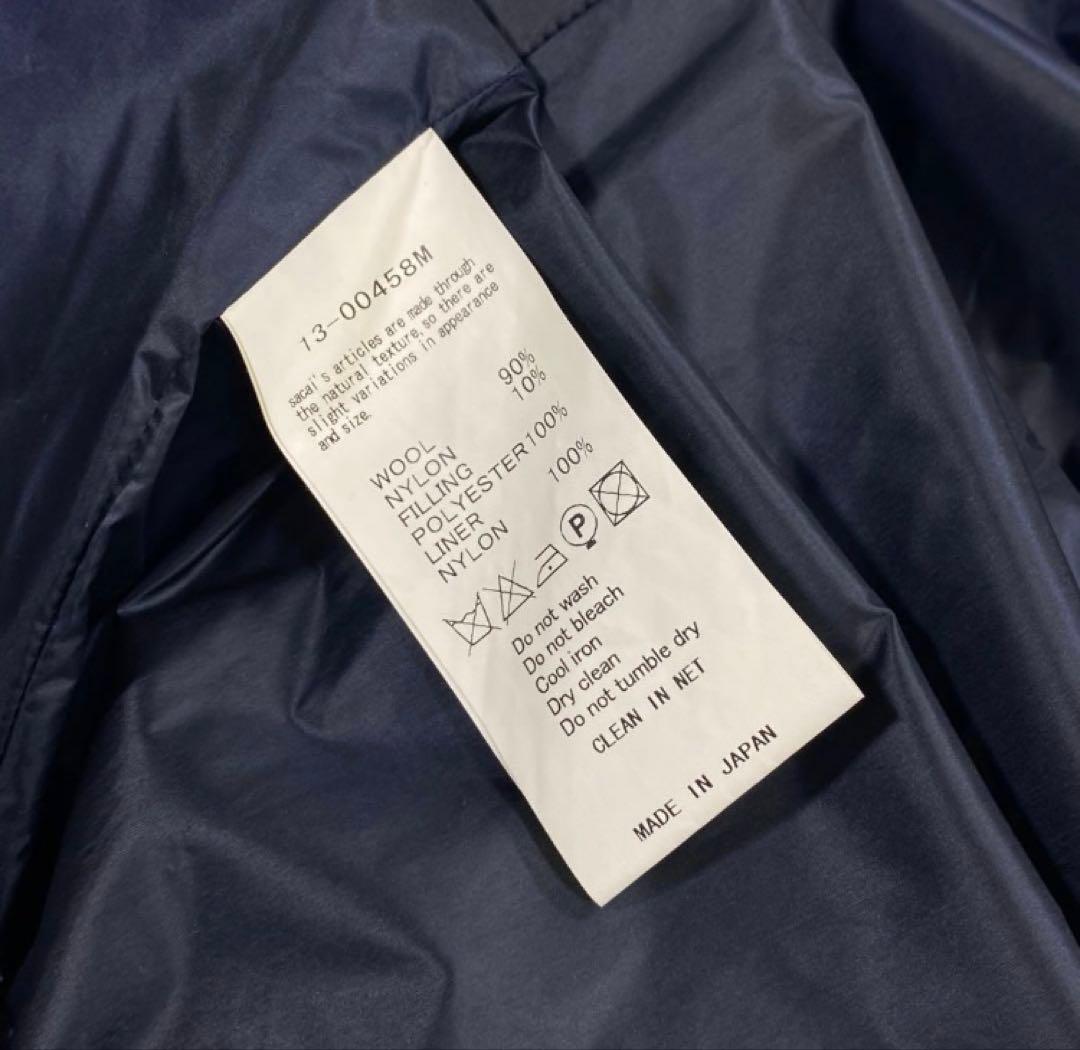 13-00458M
sacai's articles are made through
the natural texture, so there are
slight variations in appearance
and size.
WOOL 90%
NYLON 10%
FILLING
POLYESTER 100%
LINER
NYLON 100%
P
Do not wash
Do not bleach
Cool iron
Dry clean
Do not tumble dry
CLEAN IN NET
MADE IN JAPAN